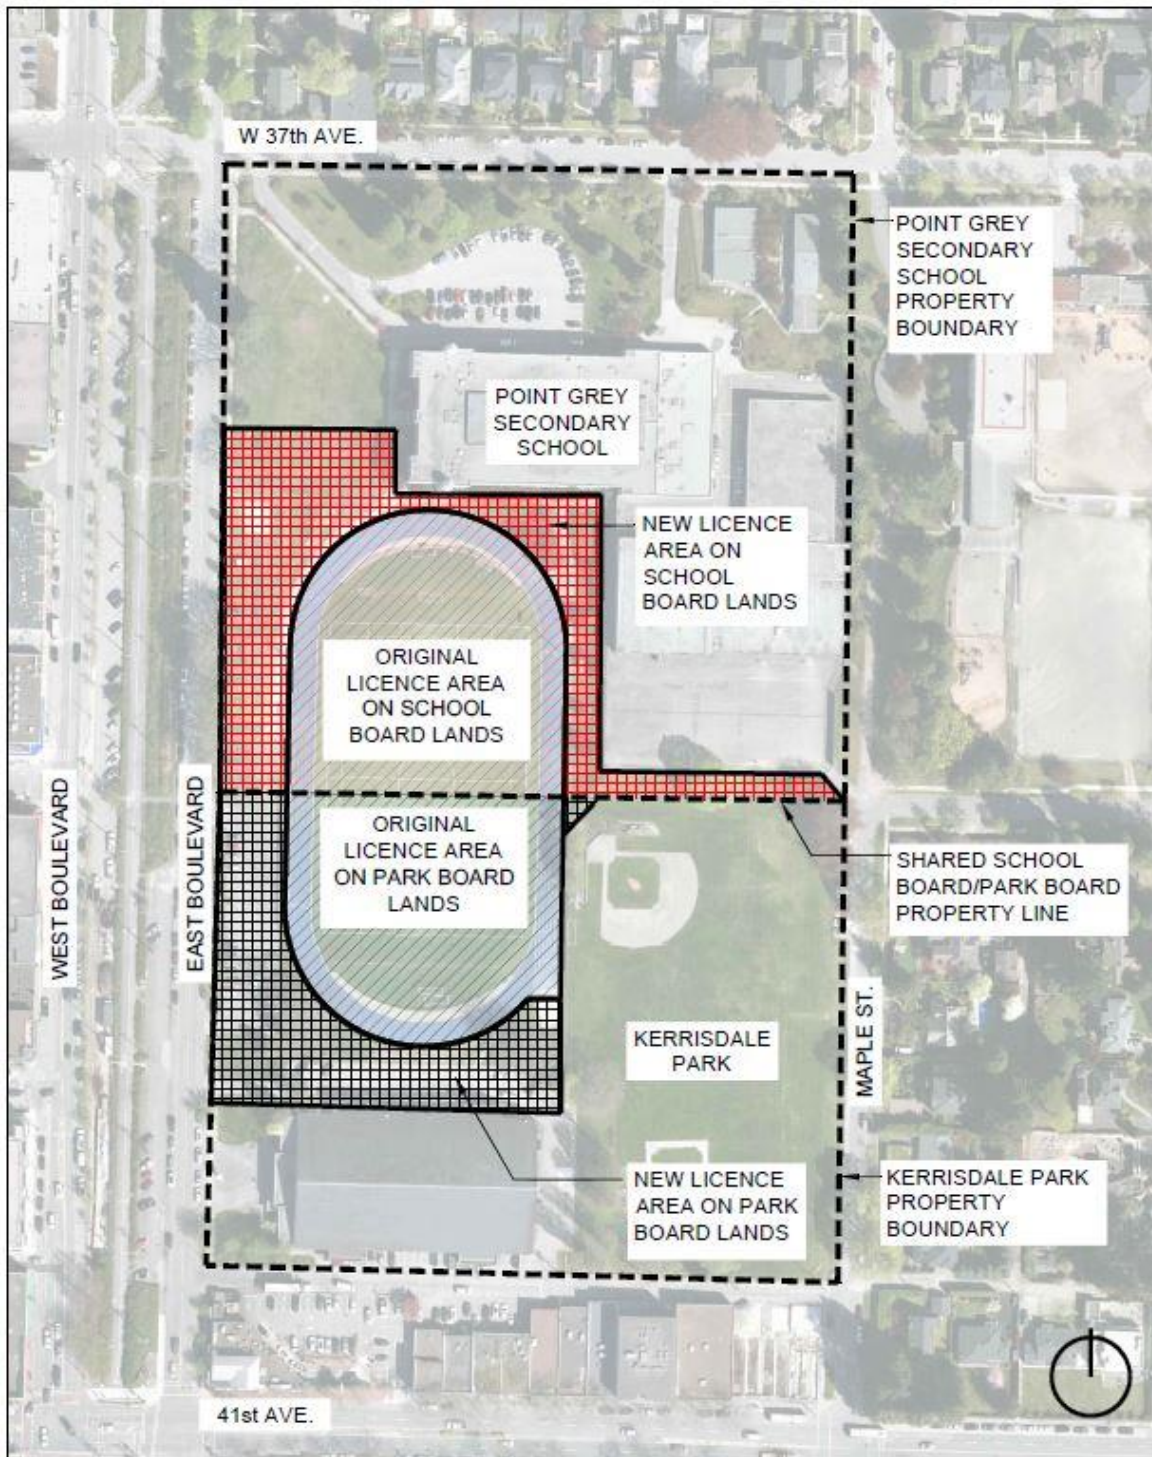 W 37th AVE.
POINT GREY
SECONDARY
SCHOOL
PROPERTY
BOUNDARY
POINT GREY
SECONDARY
SCHOOL
NEW LICENCE
AREA ON
SCHOOL
BOARD LANDS
ORIGINAL
LICENCE AREA
ON SCHOOL
BOARD LANDS
WEST BOULEVARD
EAST BOULEVARD
ORIGINAL
LICENCE AREA
ON PARK BOARD
LANDS
SHARED SCHOOL
BOARD/PARK BOARD
PROPERTY LINE
MAPLE ST.
KERRISDALE
PARK
NEW LICENCE
AREA ON PARK
BOARD LANDS
KERRISDALE PARK
PROPERTY
BOUNDARY
41st AVE.